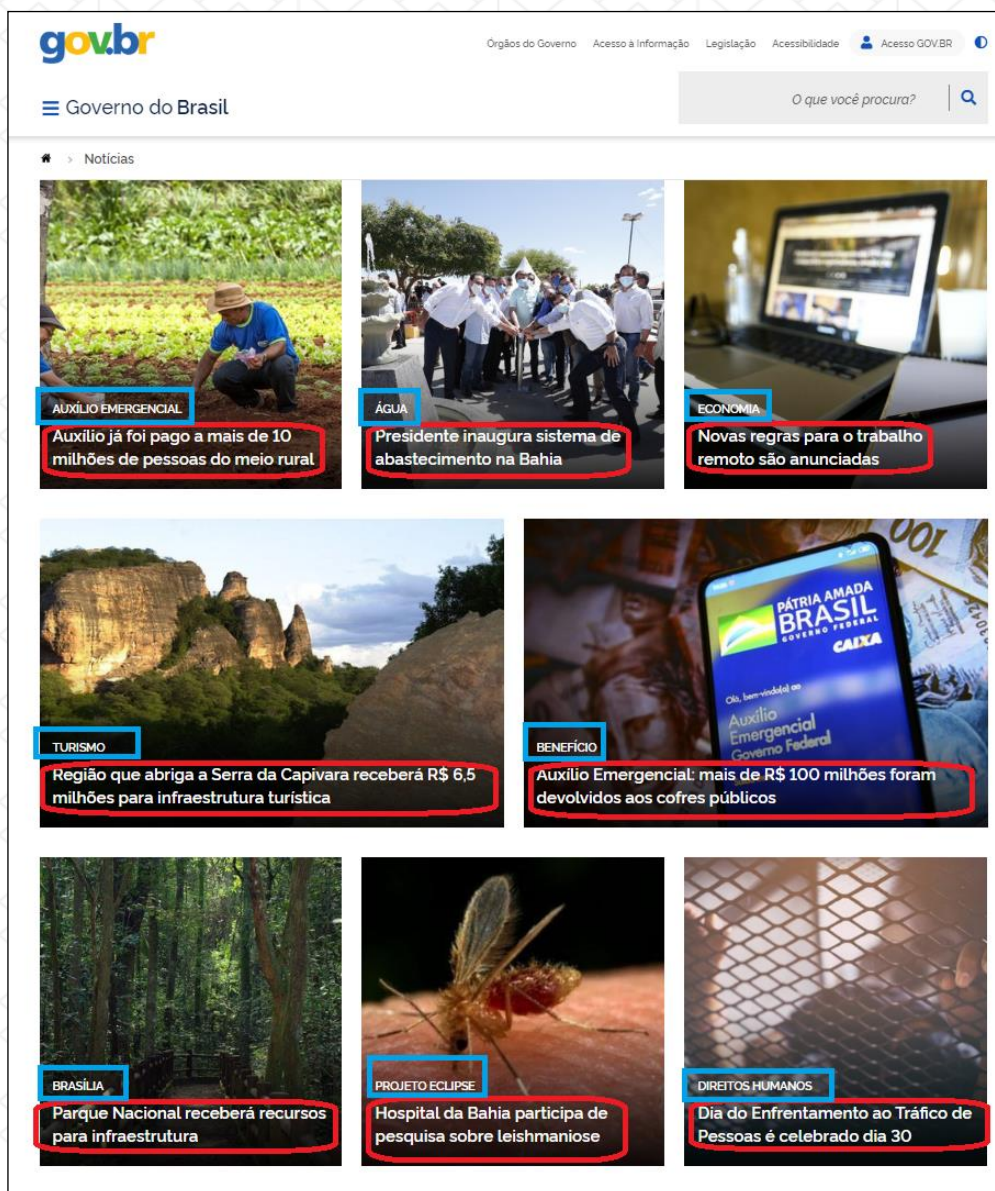 gov.br
Órgãos do Governo Acesso à Informação Legislação Acessibilidade Acesso GOV.BR
Governo do Brasil
O que você procura?
Notícias
AUXÍLIO EMERGENCIAL
Auxílio já foi pago a mais de 10
milhões de pessoas do meio rural
ÁGUA
Presidente inaugura sistema de
abastecimento na Bahia
ECONOMIA
Novas regras para o trabalho
remoto são anunciadas
TURISMO
Região que abriga a Serra da Capivara receberá R$ 6,5
milhões para infraestrutura turística
100
PÁTRIA AMADA
BRASIL
GOVERNO FEDERAL
CAIXA
Olá, bem-vindo(a) ao
Auxílio
Emergencial
Governo Federal
BENEFÍCIO
Auxílio Emergencial: mais de R$ 100 milhões foram
devolvidos aos cofres públicos
BRASÍLIA
Parque Nacional receberá recursos
para infraestrutura
PROJETO ECLIPSE
Hospital da Bahia participa de
pesquisa sobre leishmaniose
DIREITOS HUMANOS
Dia do Enfrentamento ao Tráfico de
Pessoas é celebrado dia 30